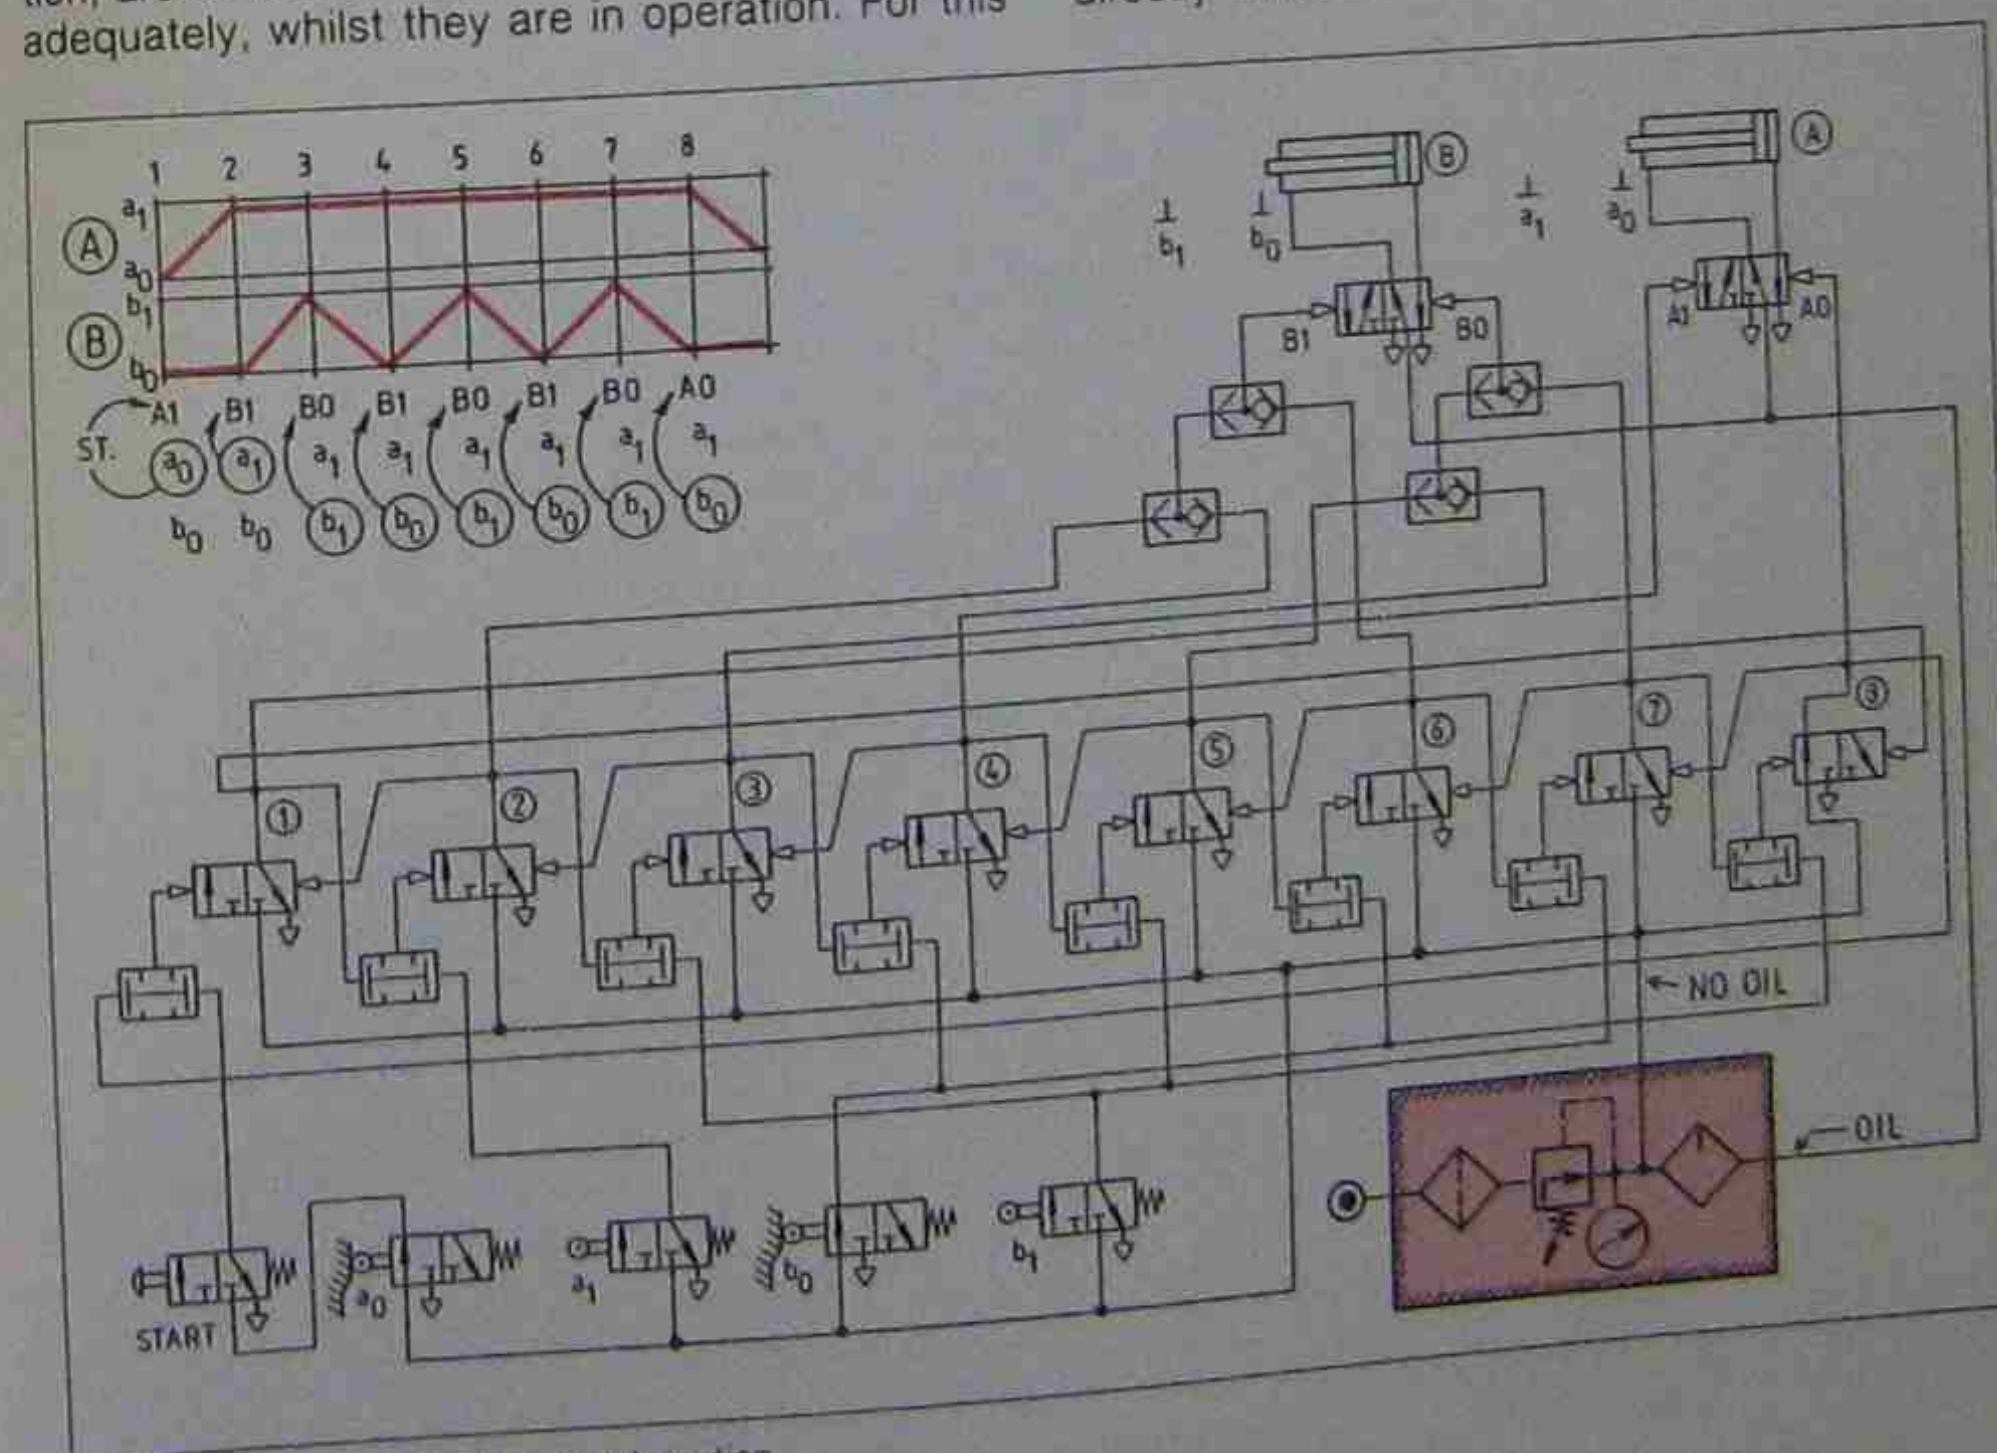 adequately, whilst they are in operation. For this
1 2 3 4 5 6 7 8
a1
A
a0
b1
B
b0
A1 B1 B0 B1 B0 B1 B0 A0
ST. a0 a1 a1 a1 a1 a1 a1 a1
b0 b0 b1 b0 b1 b0 b1 b0
B
A
b1 b0 a1 a0
B1 B0 A1 A0
1 2 3 4 5 6 7 8
NO OIL
OIL
START a0 a1 b0 b1